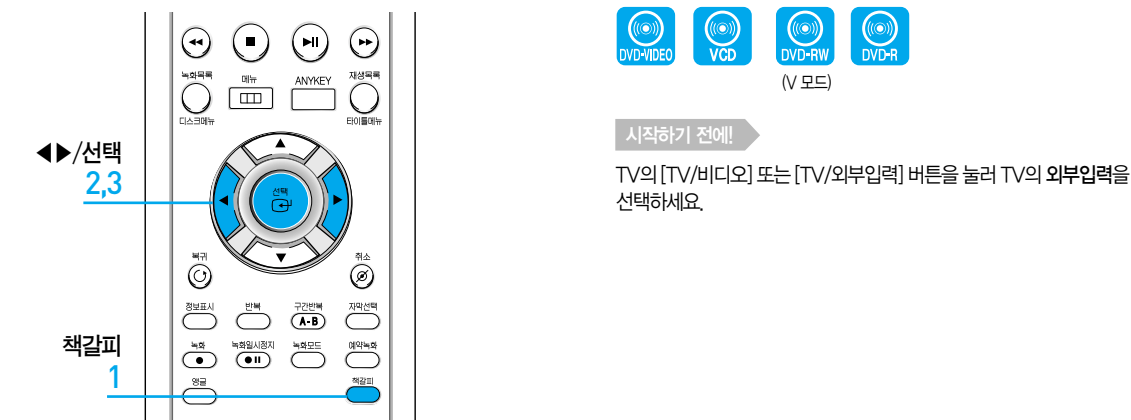 녹화목록
메뉴
ANYKEY
재생목록
디스크메뉴
타이틀메뉴
◀▶/선택
2,3
선택
복귀
취소
정보표시
반복
구간반복
자막선택
A-B
녹화
녹화일시정지
녹화모드
예약녹화
책갈피
1
앵글
책갈피
DVD-VIDEO
VCD
DVD-RW
DVD-R
(V 모드)
시작하기 전에!
TV의 [TV/비디오] 또는 [TV/외부입력] 버튼을 눌러 TV의 외부입력을
선택하세요.